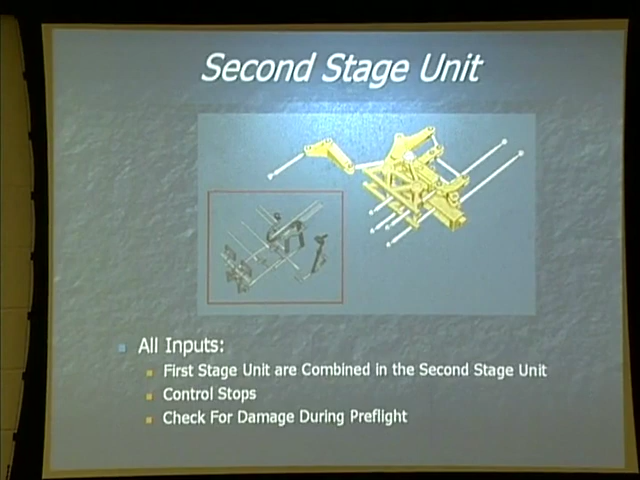 Second Stage Unit
All Inputs:
First Stage Unit are Combined in the Second Stage Unit
Control Stops
Check For Damage During Preflight